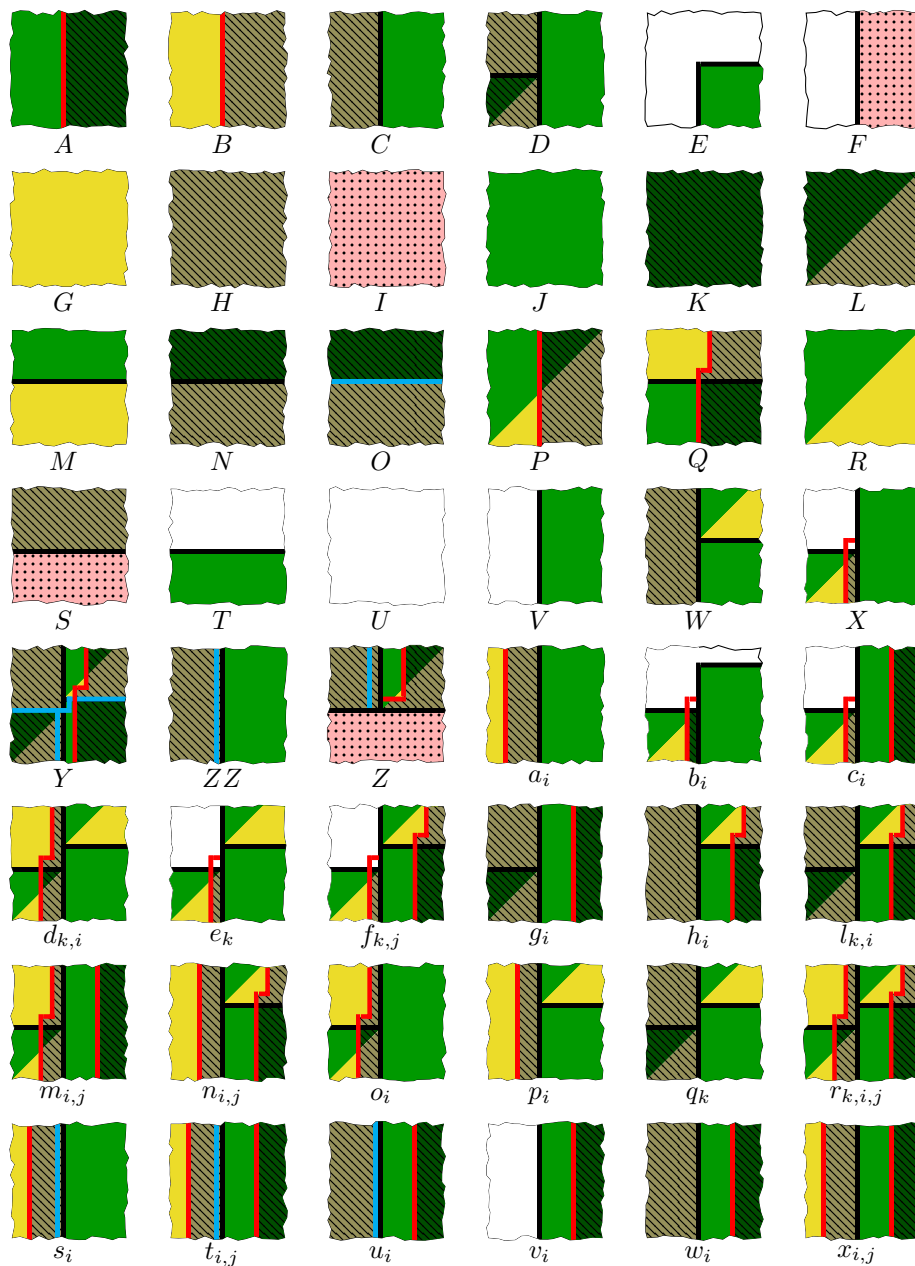 A B C D E F
G H I J K L
M N O P Q R
S T U V W X
Y ZZ Z a_i b_i c_i
d_{k,i} e_k f_{k,j} g_i h_i l_{k,i}
m_{i,j} n_{i,j} o_i p_i q_k r_{k,i,j}
s_i t_{i,j} u_i v_i w_i x_{i,j}